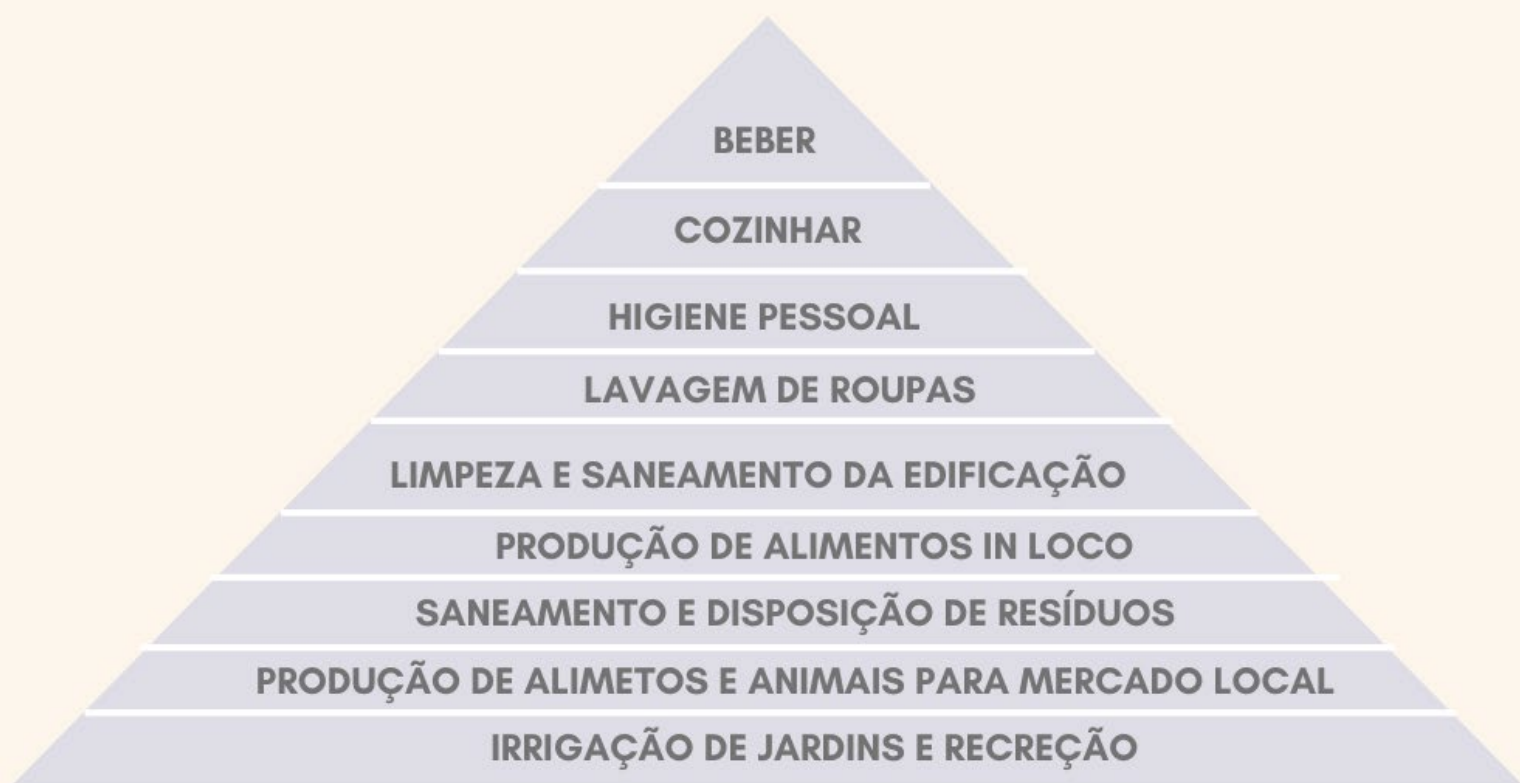 BEBER
COZINHAR
HIGIENE PESSOAL
LAVAGEM DE ROUPAS
LIMPEZA E SANEAMENTO DA EDIFICAÇÃO
PRODUÇÃO DE ALIMENTOS IN LOCO
SANEAMENTO E DISPOSIÇÃO DE RESÍDUOS
PRODUÇÃO DE ALIMETOS E ANIMAIS PARA MERCADO LOCAL
IRRIGAÇÃO DE JARDINS E RECREÇÃO